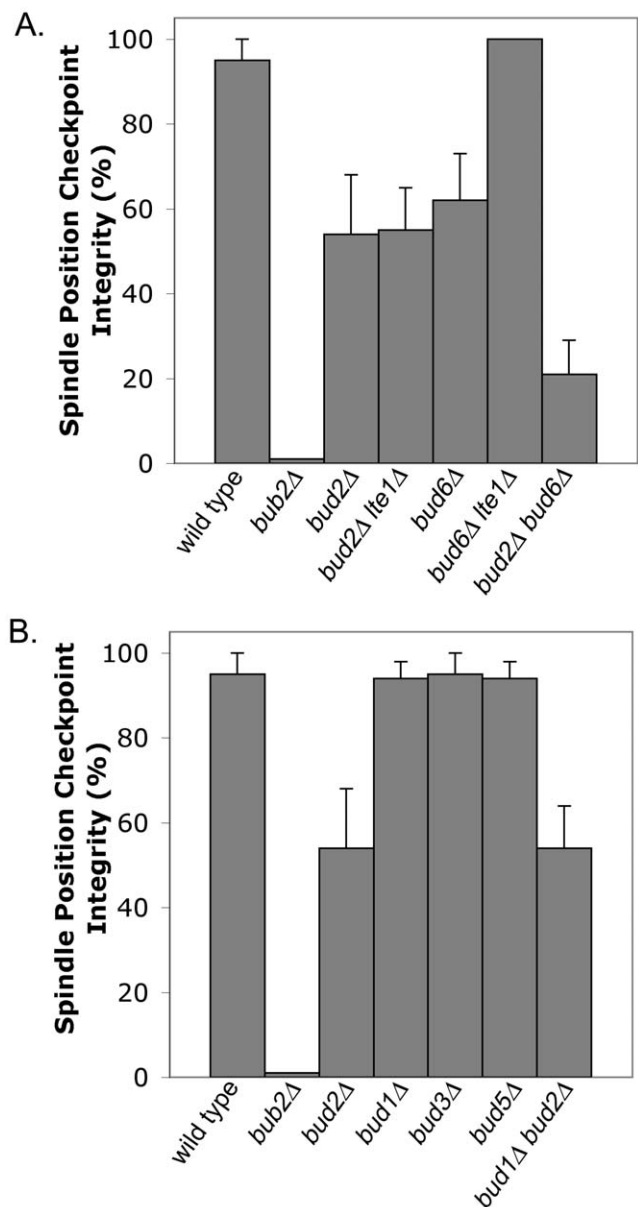 A.
Spindle Position Checkpoint
Integrity (%)
100
80
60
40
20
0
wild type
bub2Δ
bud2Δ
bud2Δ lte1Δ
bud6Δ
bud6Δ lte1Δ
bud2Δ bud6Δ
B.
Spindle Position Checkpoint
Integrity (%)
100
80
60
40
20
0
wild type
bub2Δ
bud2Δ
bud1Δ
bud3Δ
bud5Δ
bud1Δ bud2Δ